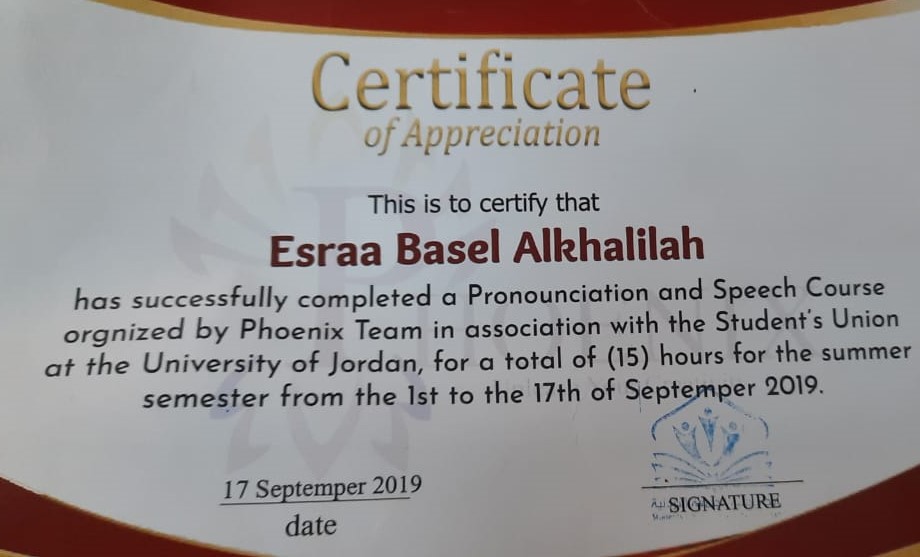 Certificate
of Appreciation
This is to certify that
Esraa Basel Alkhalilah
has successfully completed a Pronounciation and Speech Course
orgnized by Phoenix Team in association with the Student's Union
at the University of Jordan, for a total of (15) hours for the summer
semester from the 1st to the 17th of Septemper 2019.
17 Septemper 2019
date
SIGNATURE